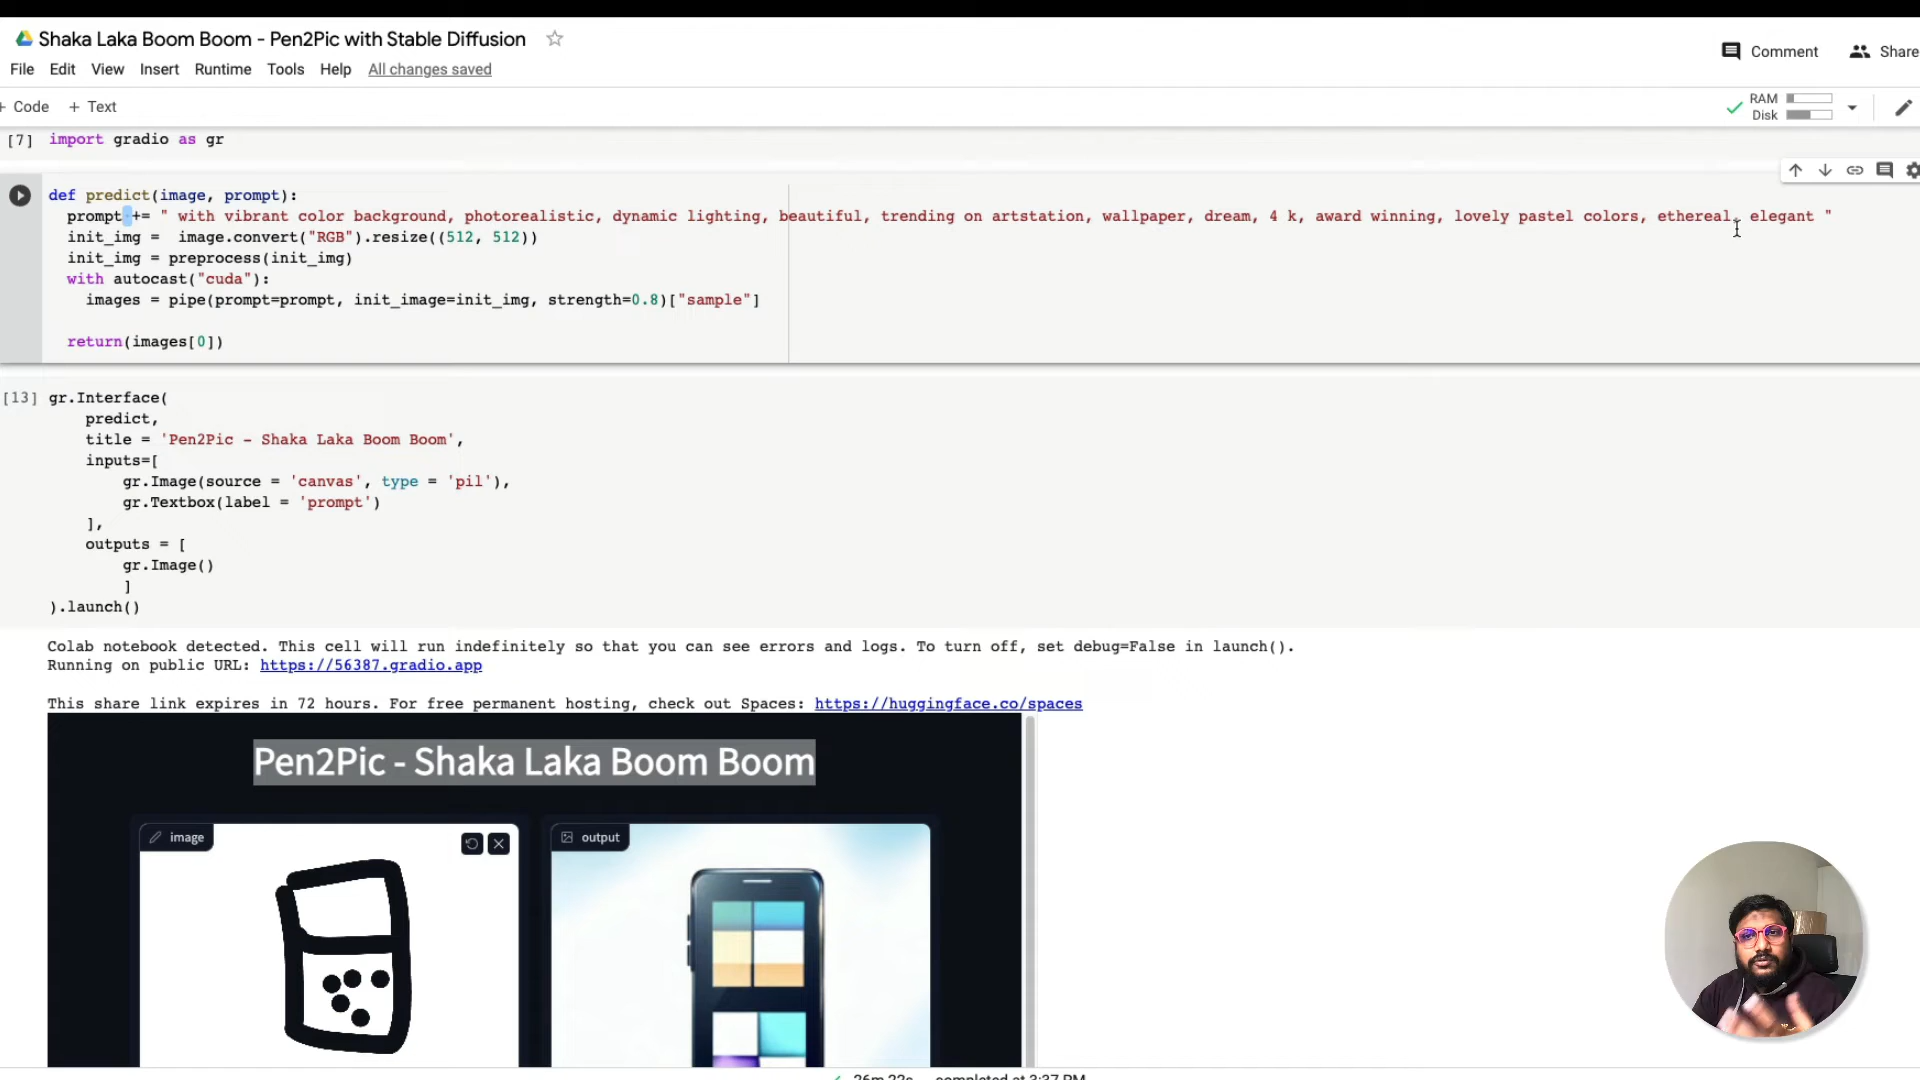 Shaka Laka Boom Boom - Pen2Pic with Stable Diffusion
Comment
Share
File Edit View Insert Runtime Tools Help All changes saved
+ Code + Text
RAM
Disk
[7] import gradio as gr
def predict(image, prompt):
prompt += " with vibrant color background, photorealistic, dynamic lighting, beautiful, trending on artstation, wallpaper, dream, 4 k, award winning, lovely pastel colors, ethereal, elegant "
init_img = image.convert("RGB").resize((512, 512))
init_img = preprocess(init_img)
with autocast("cuda"):
images = pipe(prompt=prompt, init_image=init_img, strength=0.8)["sample"]
return(images[0])
[13] gr.Interface(
predict,
title = 'Pen2Pic - Shaka Laka Boom Boom',
inputs=[
gr.Image(source = 'canvas', type = 'pil'),
gr.Textbox(label = 'prompt')
],
outputs = [
gr.Image()
]
).launch()
Colab notebook detected. This cell will run indefinitely so that you can see errors and logs. To turn off, set debug=False in launch().
Running on public URL: https://56387.gradio.app
This share link expires in 72 hours. For free permanent hosting, check out Spaces: https://huggingface.co/spaces
Pen2Pic - Shaka Laka Boom Boom
image
output
26m 22s completed at 3:37 PM